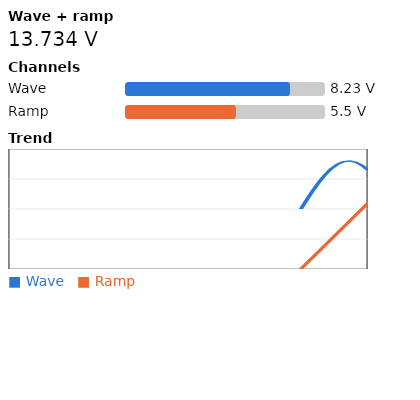 Wave + ramp
13.734 V
Channels
Wave 8.23 V
Ramp 5.5 V
Trend
Wave Ramp